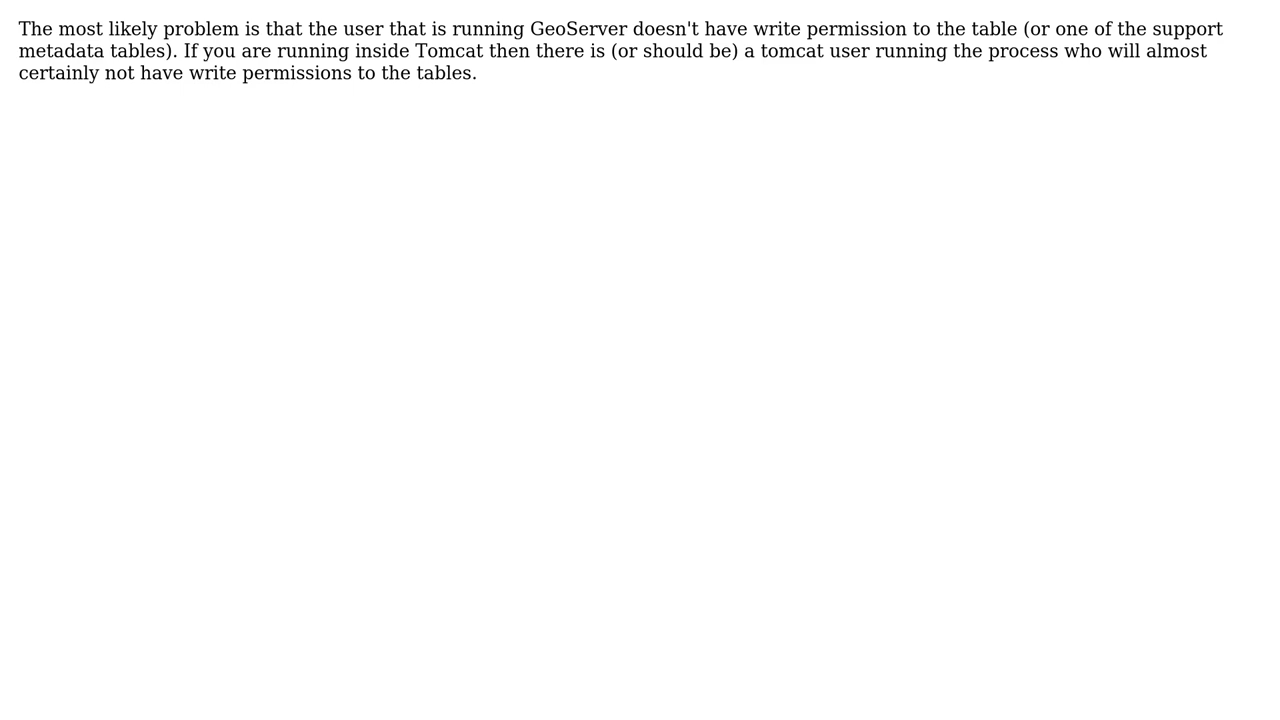 The most likely problem is that the user that is running GeoServer doesn't have write permission to the table (or one of the support
metadata tables). If you are running inside Tomcat then there is (or should be) a tomcat user running the process who will almost
certainly not have write permissions to the tables.